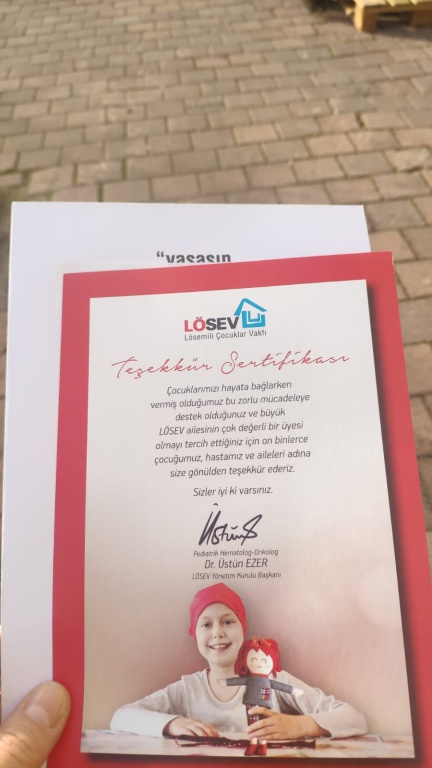 “yaşasın
LÖSEV
Lösemili Çocuklar Vakfı
Teşekkür Sertifikası
Çocuklarımızı hayata bağlarken
vermiş olduğumuz bu zorlu mücadeleye
destek olduğunuz ve büyük
LÖSEV ailesinin çok değerli bir üyesi
olmayı tercih ettiğiniz için on binlerce
çocuğumuz, hastamız ve aileleri adına
size gönülden teşekkür ederiz.
Sizler iyi ki varsınız.
Pediatrik Hematolog-Onkolog
Dr. Üstün EZER
LÖSEV Yönetim Kurulu Başkanı